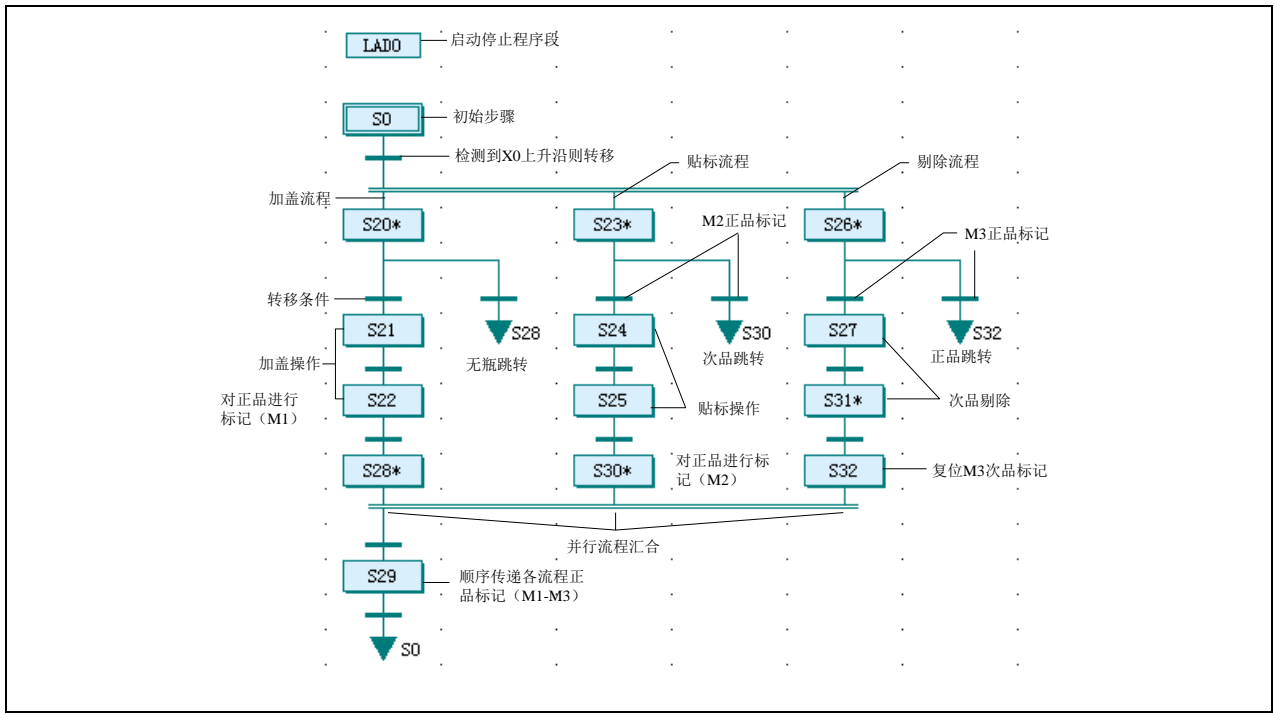 LAD0
启动停止程序段
S0
初始步骤
检测到X0上升沿则转移
贴标流程
剔除流程
加盖流程
S20*
S23*
S26*
M2正品标记
M3正品标记
转移条件
S21
S28
S24
S30
S27
S32
加盖操作
无瓶跳转
次品跳转
正品跳转
对正品进行
标记（M1）
S22
S25
贴标操作
S31*
次品剔除
S28*
S30*
对正品进行标
记（M2）
S32
复位M3次品标记
并行流程汇合
S29
顺序传递各流程正
品标记（M1-M3）
S0